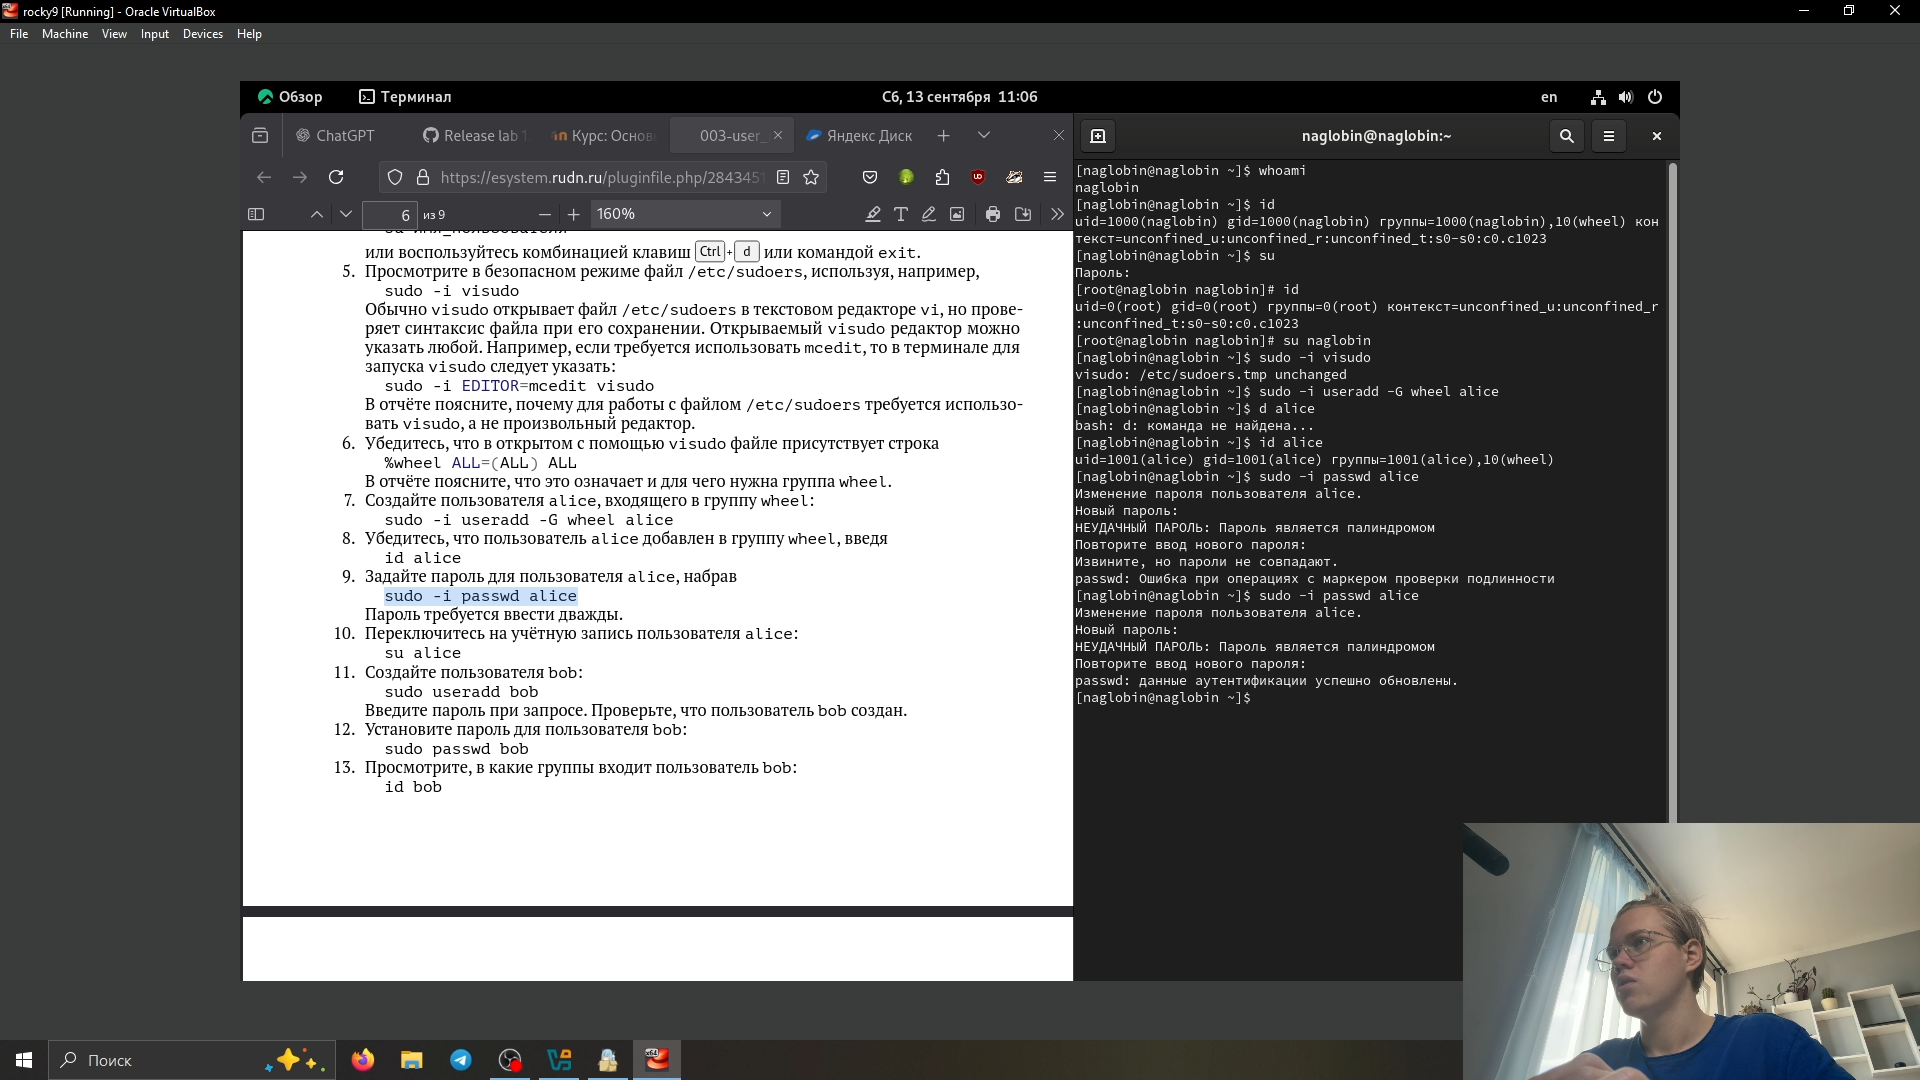 rocky9 [Running] - Oracle VirtualBox
File Machine View Input Devices Help
Обзор Терминал Сб, 13 сентября 11:06 en
ChatGPT Release lab 1 Курс: Основ 003-user_ Яндекс Диск
https://esystem.rudn.ru/pluginfile.php/2843451
6 из 9 160%
или воспользуйтесь комбинацией клавиш Ctrl + d или командой exit.
5. Просмотрите в безопасном режиме файл /etc/sudoers, используя, например,
sudo -i visudo
Обычно visudo открывает файл /etc/sudoers в текстовом редакторе vi, но прове-
ряет синтаксис файла при его сохранении. Открываемый visudo редактор можно
указать любой. Например, если требуется использовать mcedit, то в терминале для
запуска visudo следует указать:
sudo -i EDITOR=mcedit visudo
В отчёте поясните, почему для работы с файлом /etc/sudoers требуется использо-
вать visudo, а не произвольный редактор.
6. Убедитесь, что в открытом с помощью visudo файле присутствует строка
%wheel ALL=(ALL) ALL
В отчёте поясните, что это означает и для чего нужна группа wheel.
7. Создайте пользователя alice, входящего в группу wheel:
sudo -i useradd -G wheel alice
8. Убедитесь, что пользователь alice добавлен в группу wheel, введя
id alice
9. Задайте пароль для пользователя alice, набрав
sudo -i passwd alice
Пароль требуется ввести дважды.
10. Переключитесь на учётную запись пользователя alice:
su alice
11. Создайте пользователя bob:
sudo useradd bob
Введите пароль при запросе. Проверьте, что пользователь bob создан.
12. Установите пароль для пользователя bob:
sudo passwd bob
13. Просмотрите, в какие группы входит пользователь bob:
id bob
naglobin@naglobin:~
[naglobin@naglobin ~]$ whoami
naglobin
[naglobin@naglobin ~]$ id
uid=1000(naglobin) gid=1000(naglobin) группы=1000(naglobin),10(wheel) кон
текст=unconfined_u:unconfined_r:unconfined_t:s0-s0:c0.c1023
[naglobin@naglobin ~]$ su
Пароль:
[root@naglobin naglobin]# id
uid=0(root) gid=0(root) группы=0(root) контекст=unconfined_u:unconfined_r
:unconfined_t:s0-s0:c0.c1023
[root@naglobin naglobin]# su naglobin
[naglobin@naglobin ~]$ sudo -i visudo
visudo: /etc/sudoers.tmp unchanged
[naglobin@naglobin ~]$ sudo -i useradd -G wheel alice
[naglobin@naglobin ~]$ d alice
bash: d: команда не найдена...
[naglobin@naglobin ~]$ id alice
uid=1001(alice) gid=1001(alice) группы=1001(alice),10(wheel)
[naglobin@naglobin ~]$ sudo -i passwd alice
Изменение пароля пользователя alice.
Новый пароль:
НЕУДАЧНЫЙ ПАРОЛЬ: Пароль является палиндромом
Повторите ввод нового пароля:
Извините, но пароли не совпадают.
passwd: Ошибка при операциях с маркером проверки подлинности
[naglobin@naglobin ~]$ sudo -i passwd alice
Изменение пароля пользователя alice.
Новый пароль:
НЕУДАЧНЫЙ ПАРОЛЬ: Пароль является палиндромом
Повторите ввод нового пароля:
passwd: данные аутентификации успешно обновлены.
[naglobin@naglobin ~]$
Поиск